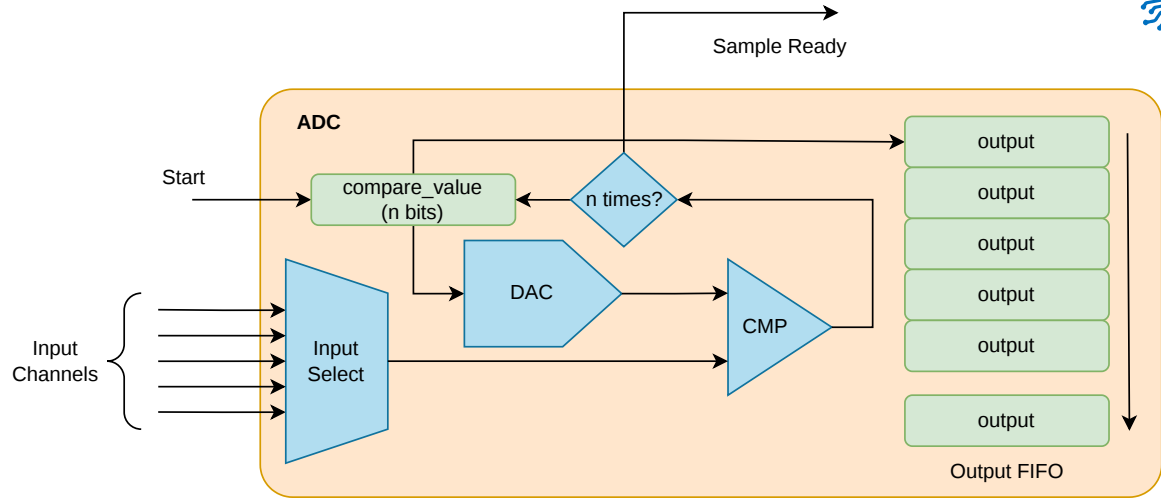 Sample Ready
ADC
output
Start
compare_value
(n bits)
n times?
output
output
DAC
output
CMP
Input
Channels
Input
Select
output
output
Output FIFO